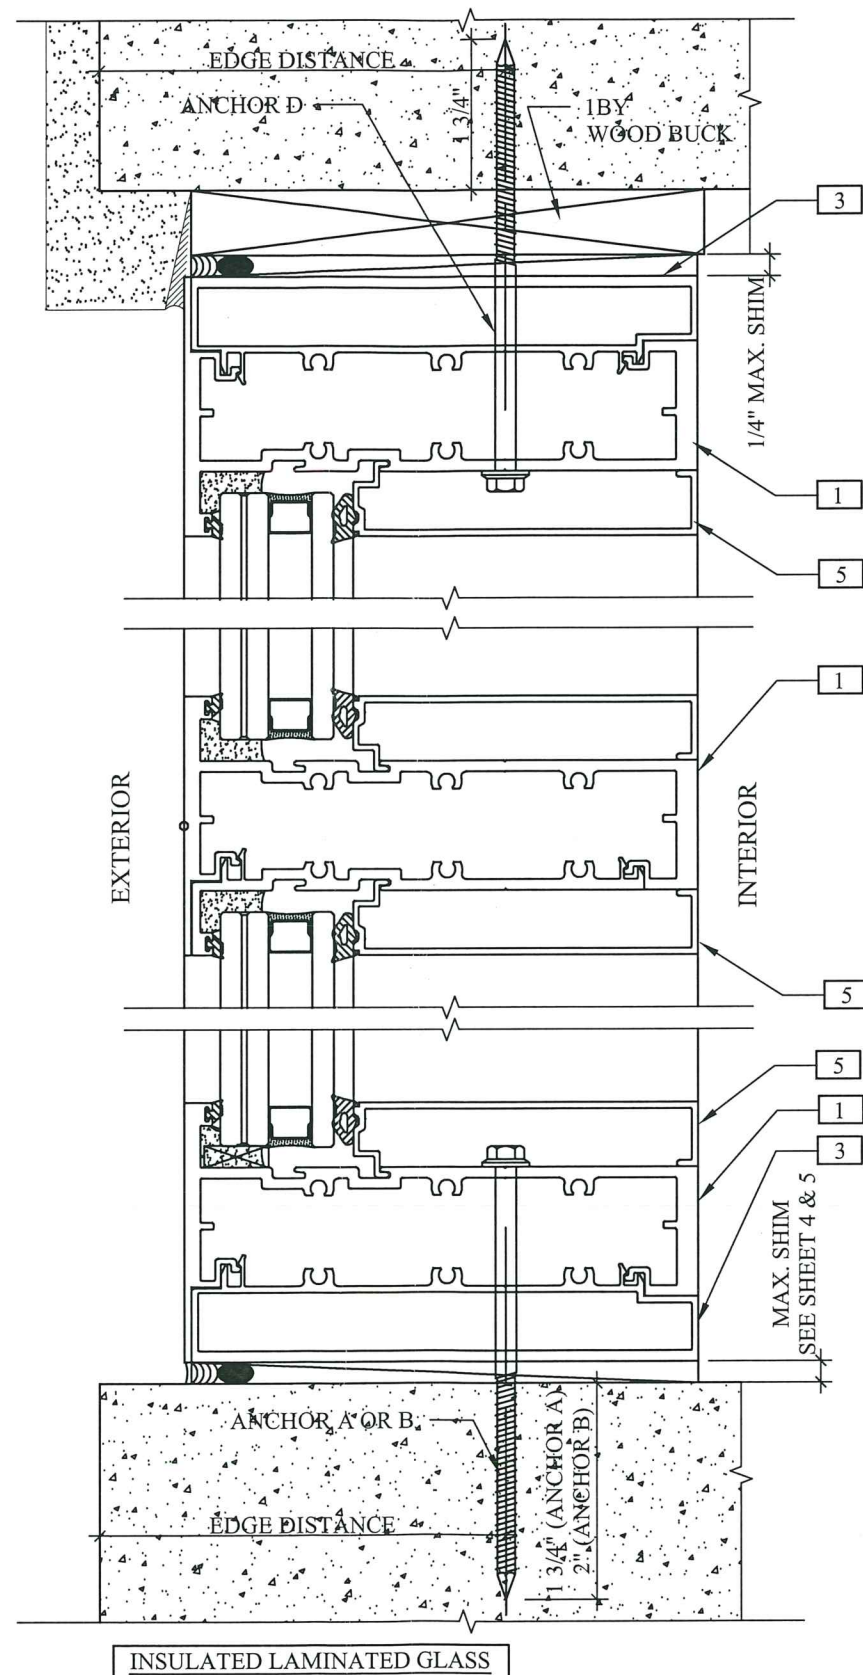 EDGE DISTANCE
ANCHOR D
1 3/4"
1BY
WOOD BUCK
3
1/4" MAX. SHIM
1
5
1
EXTERIOR
INTERIOR
5
5
1
3
MAX. SHIM
SEE SHEET 4 & 5
ANCHOR A OR B
1 3/4" (ANCHOR A)
2" (ANCHOR B)
EDGE DISTANCE
INSULATED LAMINATED GLASS